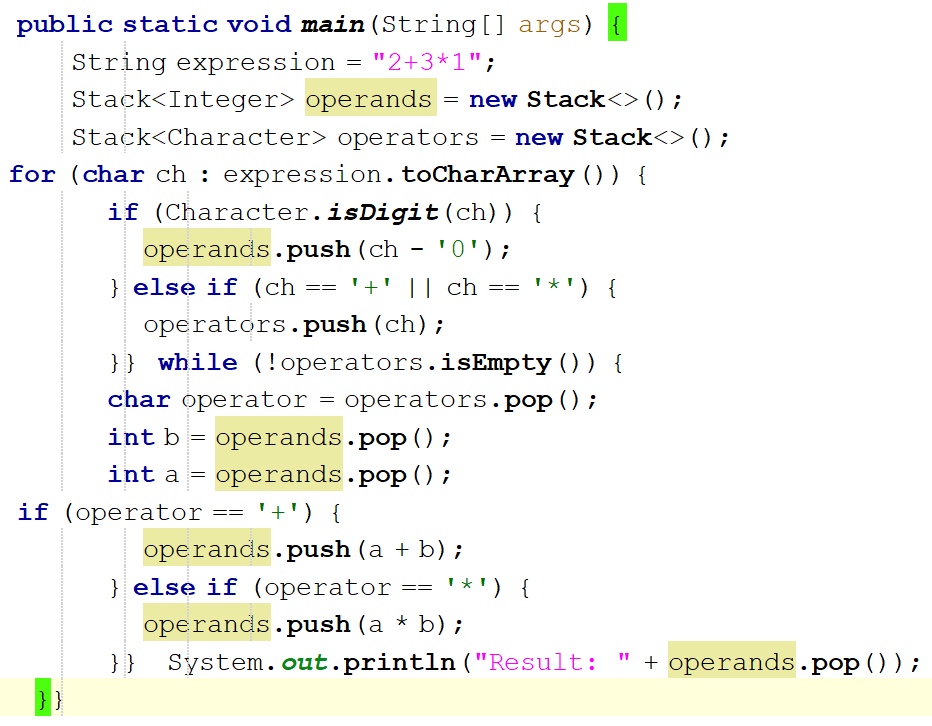 public static void main(String[] args) {
String expression = "2+3*1";
Stack<Integer> operands = new Stack<>();
Stack<Character> operators = new Stack<>();
for (char ch : expression.toCharArray()) {
if (Character.isDigit(ch)) {
operands.push(ch - '0');
} else if (ch == '+' || ch == '*') {
operators.push(ch);
}} while (!operators.isEmpty()) {
char operator = operators.pop();
int b = operands.pop();
int a = operands.pop();
if (operator == '+') {
operands.push(a + b);
} else if (operator == '*') {
operands.push(a * b);
}} System.out.println("Result: " + operands.pop());
}}